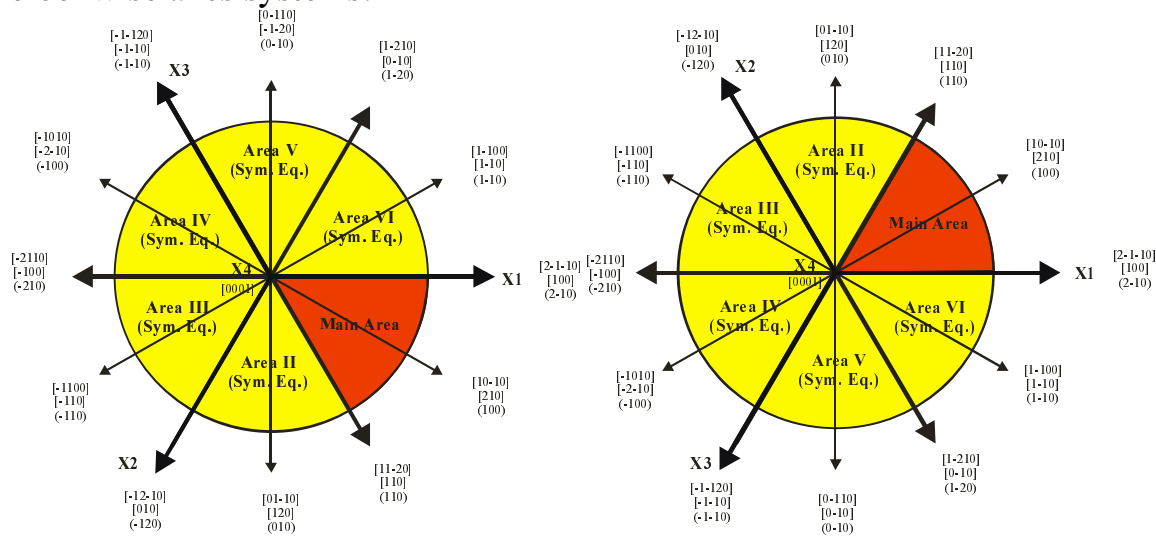 axes systems.
[0-110]
[-1-20]
(0-10)
[-1-120]
[-1-10]
(-1-10)
X3
[1-210]
[0-10]
(1-20)
[-1010]
[-2-10]
(-100)
Area V
(Sym. Eq.)
[1-100]
[1-10]
(1-10)
Area IV
(Sym. Eq.)
Area VI
(Sym. Eq.)
[-2110]
[-100]
(-210)
X4
[0001]
X1
[2-1-10]
[100]
(2-10)
Area III
(Sym. Eq.)
Main Area
Area II
(Sym. Eq.)
[-1100]
[-110]
(-110)
[10-10]
[210]
(100)
X2
[-12-10]
[010]
(-120)
[01-10]
[120]
(010)
[11-20]
[110]
(110)
[-12-10]
[010]
(-120)
X2
[01-10]
[120]
(010)
[11-20]
[110]
(110)
[-1100]
[-110]
(-110)
Area II
(Sym. Eq.)
[10-10]
[210]
(100)
Area III
(Sym. Eq.)
Main Area
[-2110]
[-100]
(-210)
X4
[0001]
X1
[2-1-10]
[100]
(2-10)
Area IV
(Sym. Eq.)
Area VI
(Sym. Eq.)
Area V
(Sym. Eq.)
[-1010]
[-2-10]
(-100)
[1-100]
[1-10]
(1-10)
X3
[-1-120]
[-1-10]
(-1-10)
[0-110]
[0-10]
(0-10)
[1-210]
[0-10]
(1-20)